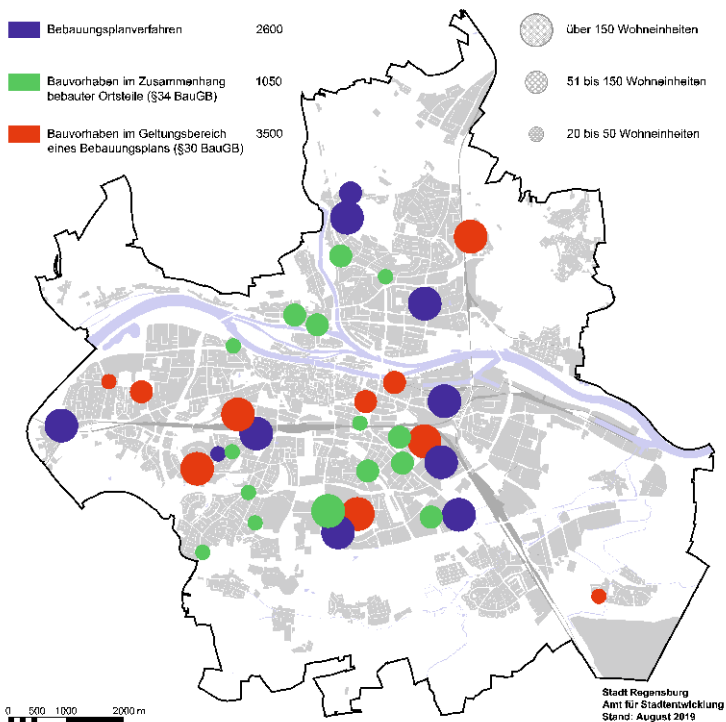 Bebauungsplanverfahren 2600
Bauvorhaben im Zusammenhang bebauter Ortsteile (§34 BauGB) 1050
Bauvorhaben im Geltungsbereich eines Bebauungsplans (§30 BauGB) 3500
über 150 Wohneinheiten
51 bis 150 Wohneinheiten
20 bis 50 Wohneinheiten
0 500 1000 2000 m
Stadt Regensburg
Amt für Stadtentwicklung
Stand: August 2019